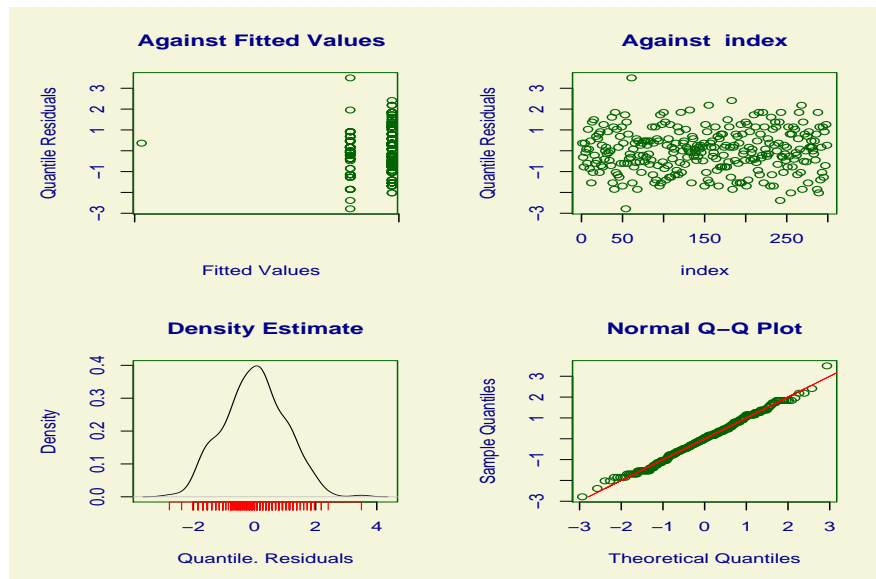 Against Fitted Values
Quantile Residuals
3
2
1
−1
−3
Fitted Values
Against  index
Quantile Residuals
3
2
1
−1
−3
0 50 150 250
index
Density Estimate
Density
0.4
0.3
0.2
0.1
0.0
−2 0 2 4
Quantile. Residuals
Normal Q−Q Plot
Sample Quantiles
3
2
1
−1
−3
−3 −2 −1 0 1 2 3
Theoretical Quantiles